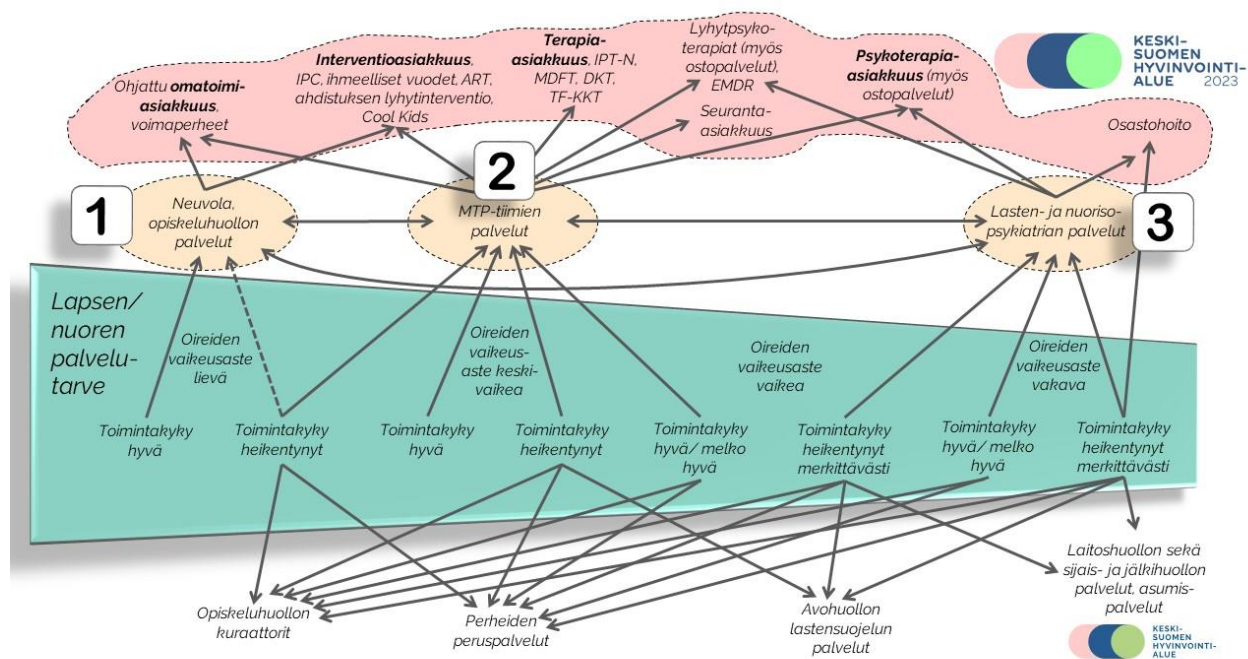 KESKI-
SUOMEN
HYVINVOINTI-
ALUE 2023
Ohjattu omatoimi-
asiakkuus,
voimaperheet
Interventioasiakkuus,
IPC, ihmeelliset vuodet, ART,
ahdistuksen lyhytinterventio,
Cool Kids
Terapia-
asiakkuus, IPT-N,
MDFT, DKT,
TF-KKT
Lyhytpsyko-
terapiat (myös
ostopalvelut),
EMDR
Seuranta-
asiakkuus
Psykoterapia-
asiakkuus (myös
ostopalvelut)
Osastohoito
1
Neuvola,
opiskeluhuollon
palvelut
2
MTP-tiimien
palvelut
Lasten- ja nuoriso-
psykiatrian palvelut
3
Lapsen/
nuoren
palvelu-
tarve
Oireiden
vaikeusaste
lievä
Oireiden
vaikeus-
aste keski-
vaikea
Oireiden
vaikeusaste
vaikea
Oireiden
vaikeusaste
vakava
Toimintakyky
hyvä
Toimintakyky
heikentynyt
Toimintakyky
hyvä
Toimintakyky
heikentynyt
Toimintakyky
hyvä/ melko
hyvä
Toimintakyky
heikentynyt
merkittävästi
Toimintakyky
hyvä/ melko
hyvä
Toimintakyky
heikentynyt
merkittävästi
Opiskeluhuollon
kuraattorit
Perheiden
peruspalvelut
Avohuollon
lastensuojelun
palvelut
Laitoshuollon sekä
sijais- ja jälkihuollon
palvelut, asumis-
palvelut
KESKI-
SUOMEN
HYVINVOINTI-
ALUE